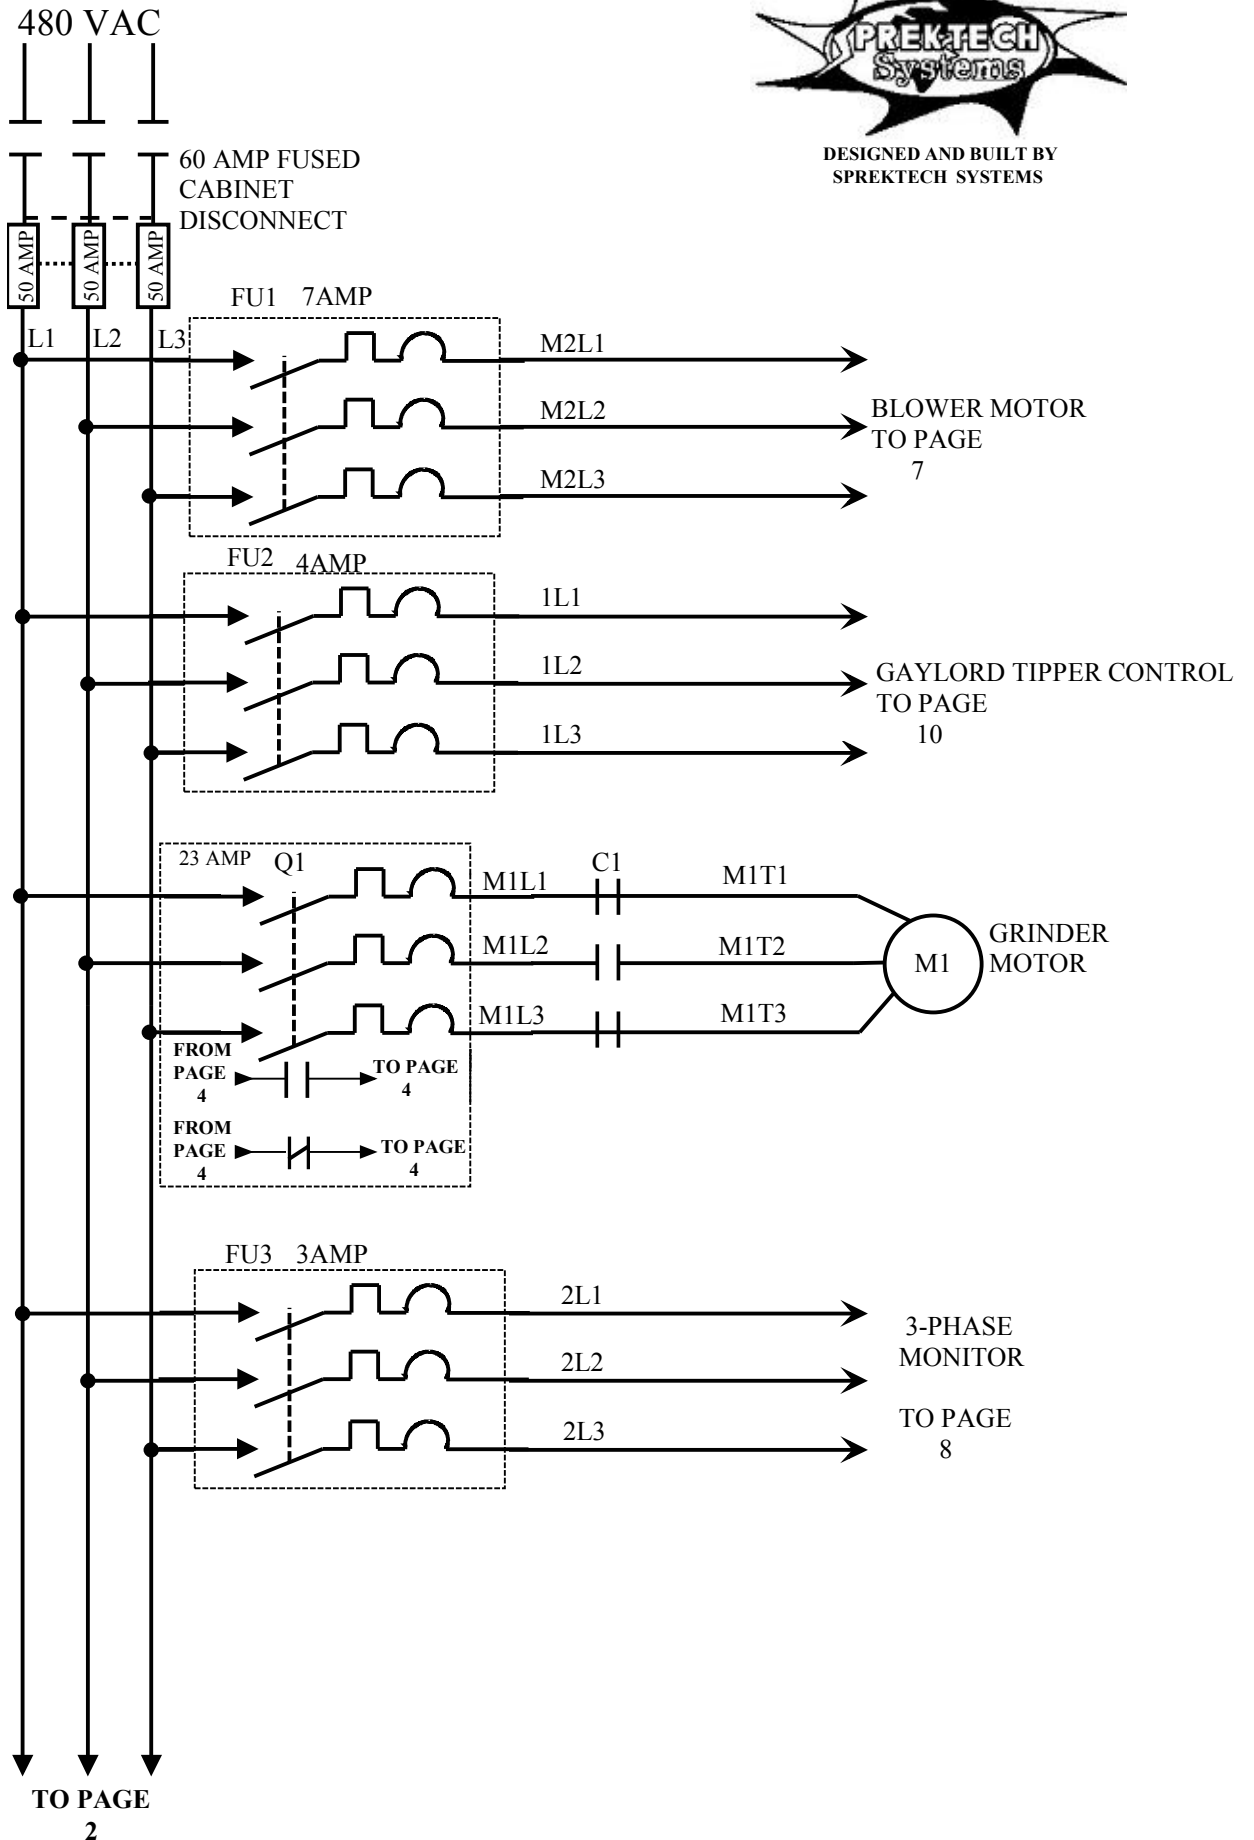 480 VAC
SPREKTECH
Systems
DESIGNED AND BUILT BY
SPREKTECH SYSTEMS
60 AMP FUSED
CABINET
DISCONNECT
50 AMP
50 AMP
50 AMP
L1
L2
L3
FU1 7AMP
M2L1
M2L2
M2L3
BLOWER MOTOR
TO PAGE
7
FU2 4AMP
1L1
1L2
1L3
GAYLORD TIPPER CONTROL
TO PAGE
10
23 AMP Q1
M1L1
C1
M1T1
M1L2
M1T2
M1L3
M1T3
M1
GRINDER
MOTOR
FROM
PAGE
4
TO PAGE
4
FROM
PAGE
4
TO PAGE
4
FU3 3AMP
2L1
2L2
2L3
3-PHASE
MONITOR
TO PAGE
8
TO PAGE
2